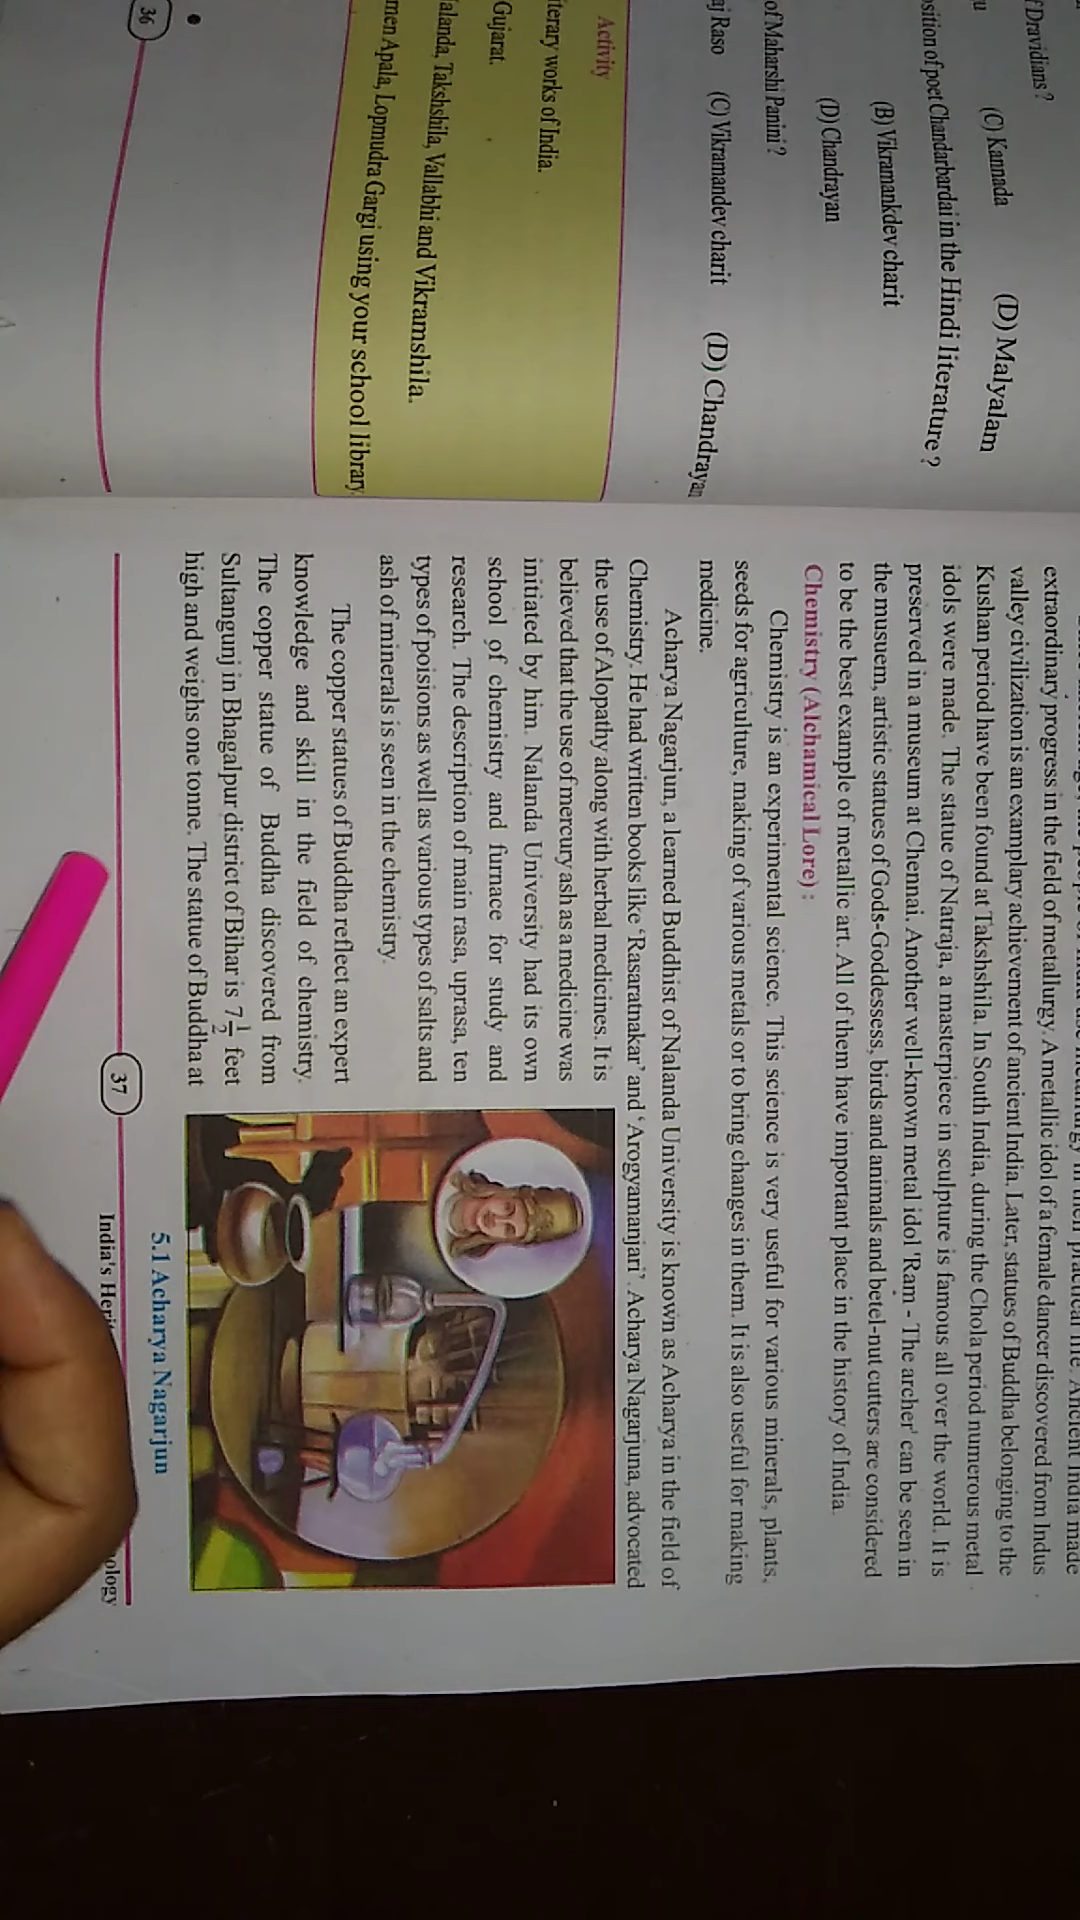 f Dravidians?
(C) Kannada (D) Malyalam
sition of poet Chandarbardai in the Hindi literature ?
(B) Vikramankdev charit
(D) Chandrayan
of Maharshi Panini ?
aj Raso (C) Vikramandev charit (D) Chandrayan
Activity
iterary works of India.
Gujarat.
alanda, Takshshila, Vallabhi and Vikramshila.
men Apala, Lopmudra Gargi using your school library.
36
extraordinary progress in the field of metallurgy. A metallic idol of a female dancer discovered from Indus
valley civilization is an examplary achievement of ancient India. Later, statues of Buddha belonging to the
Kushan period have been found at Takshshila. In South India, during the Chola period numerous metal
idols were made. The statue of Natraja, a masterpiece in sculpture is famous all over the world. It is
preserved in a museum at Chennai. Another well-known metal idol 'Ram - The archer' can be seen in
the musuem, artistic statues of Gods-Goddessess, birds and animals and betel-nut cutters are considered
to be the best example of metallic art. All of them have important place in the history of India.
Chemistry (Alchamical Lore) :
Chemistry is an experimental science. This science is very useful for various minerals, plants,
seeds for agriculture, making of various metals or to bring changes in them. It is also useful for making
medicine.
Acharya Nagarjun, a learned Buddhist of Nalanda University is known as Acharya in the field of
Chemistry. He had written books like 'Rasaratnakar' and 'Arogyamanjari'. Acharya Nagarjuna, advocated
the use of Alopathy along with herbal medicines. It is
believed that the use of mercury ash as a medicine was
initiated by him. Nalanda University had its own
school of chemistry and furnace for study and
research. The description of main rasa, uprasa, ten
types of poisions as well as various types of salts and
ash of minerals is seen in the chemistry.
The copper statues of Buddha reflect an expert
knowledge and skill in the field of chemistry.
The copper statue of Buddha discovered from
Sultangunj in Bhagalpur district of Bihar is 7 1/2 feet
high and weighs one tonne. The statue of Buddha at
5.1 Acharya Nagarjun
37
India's Herit
ology